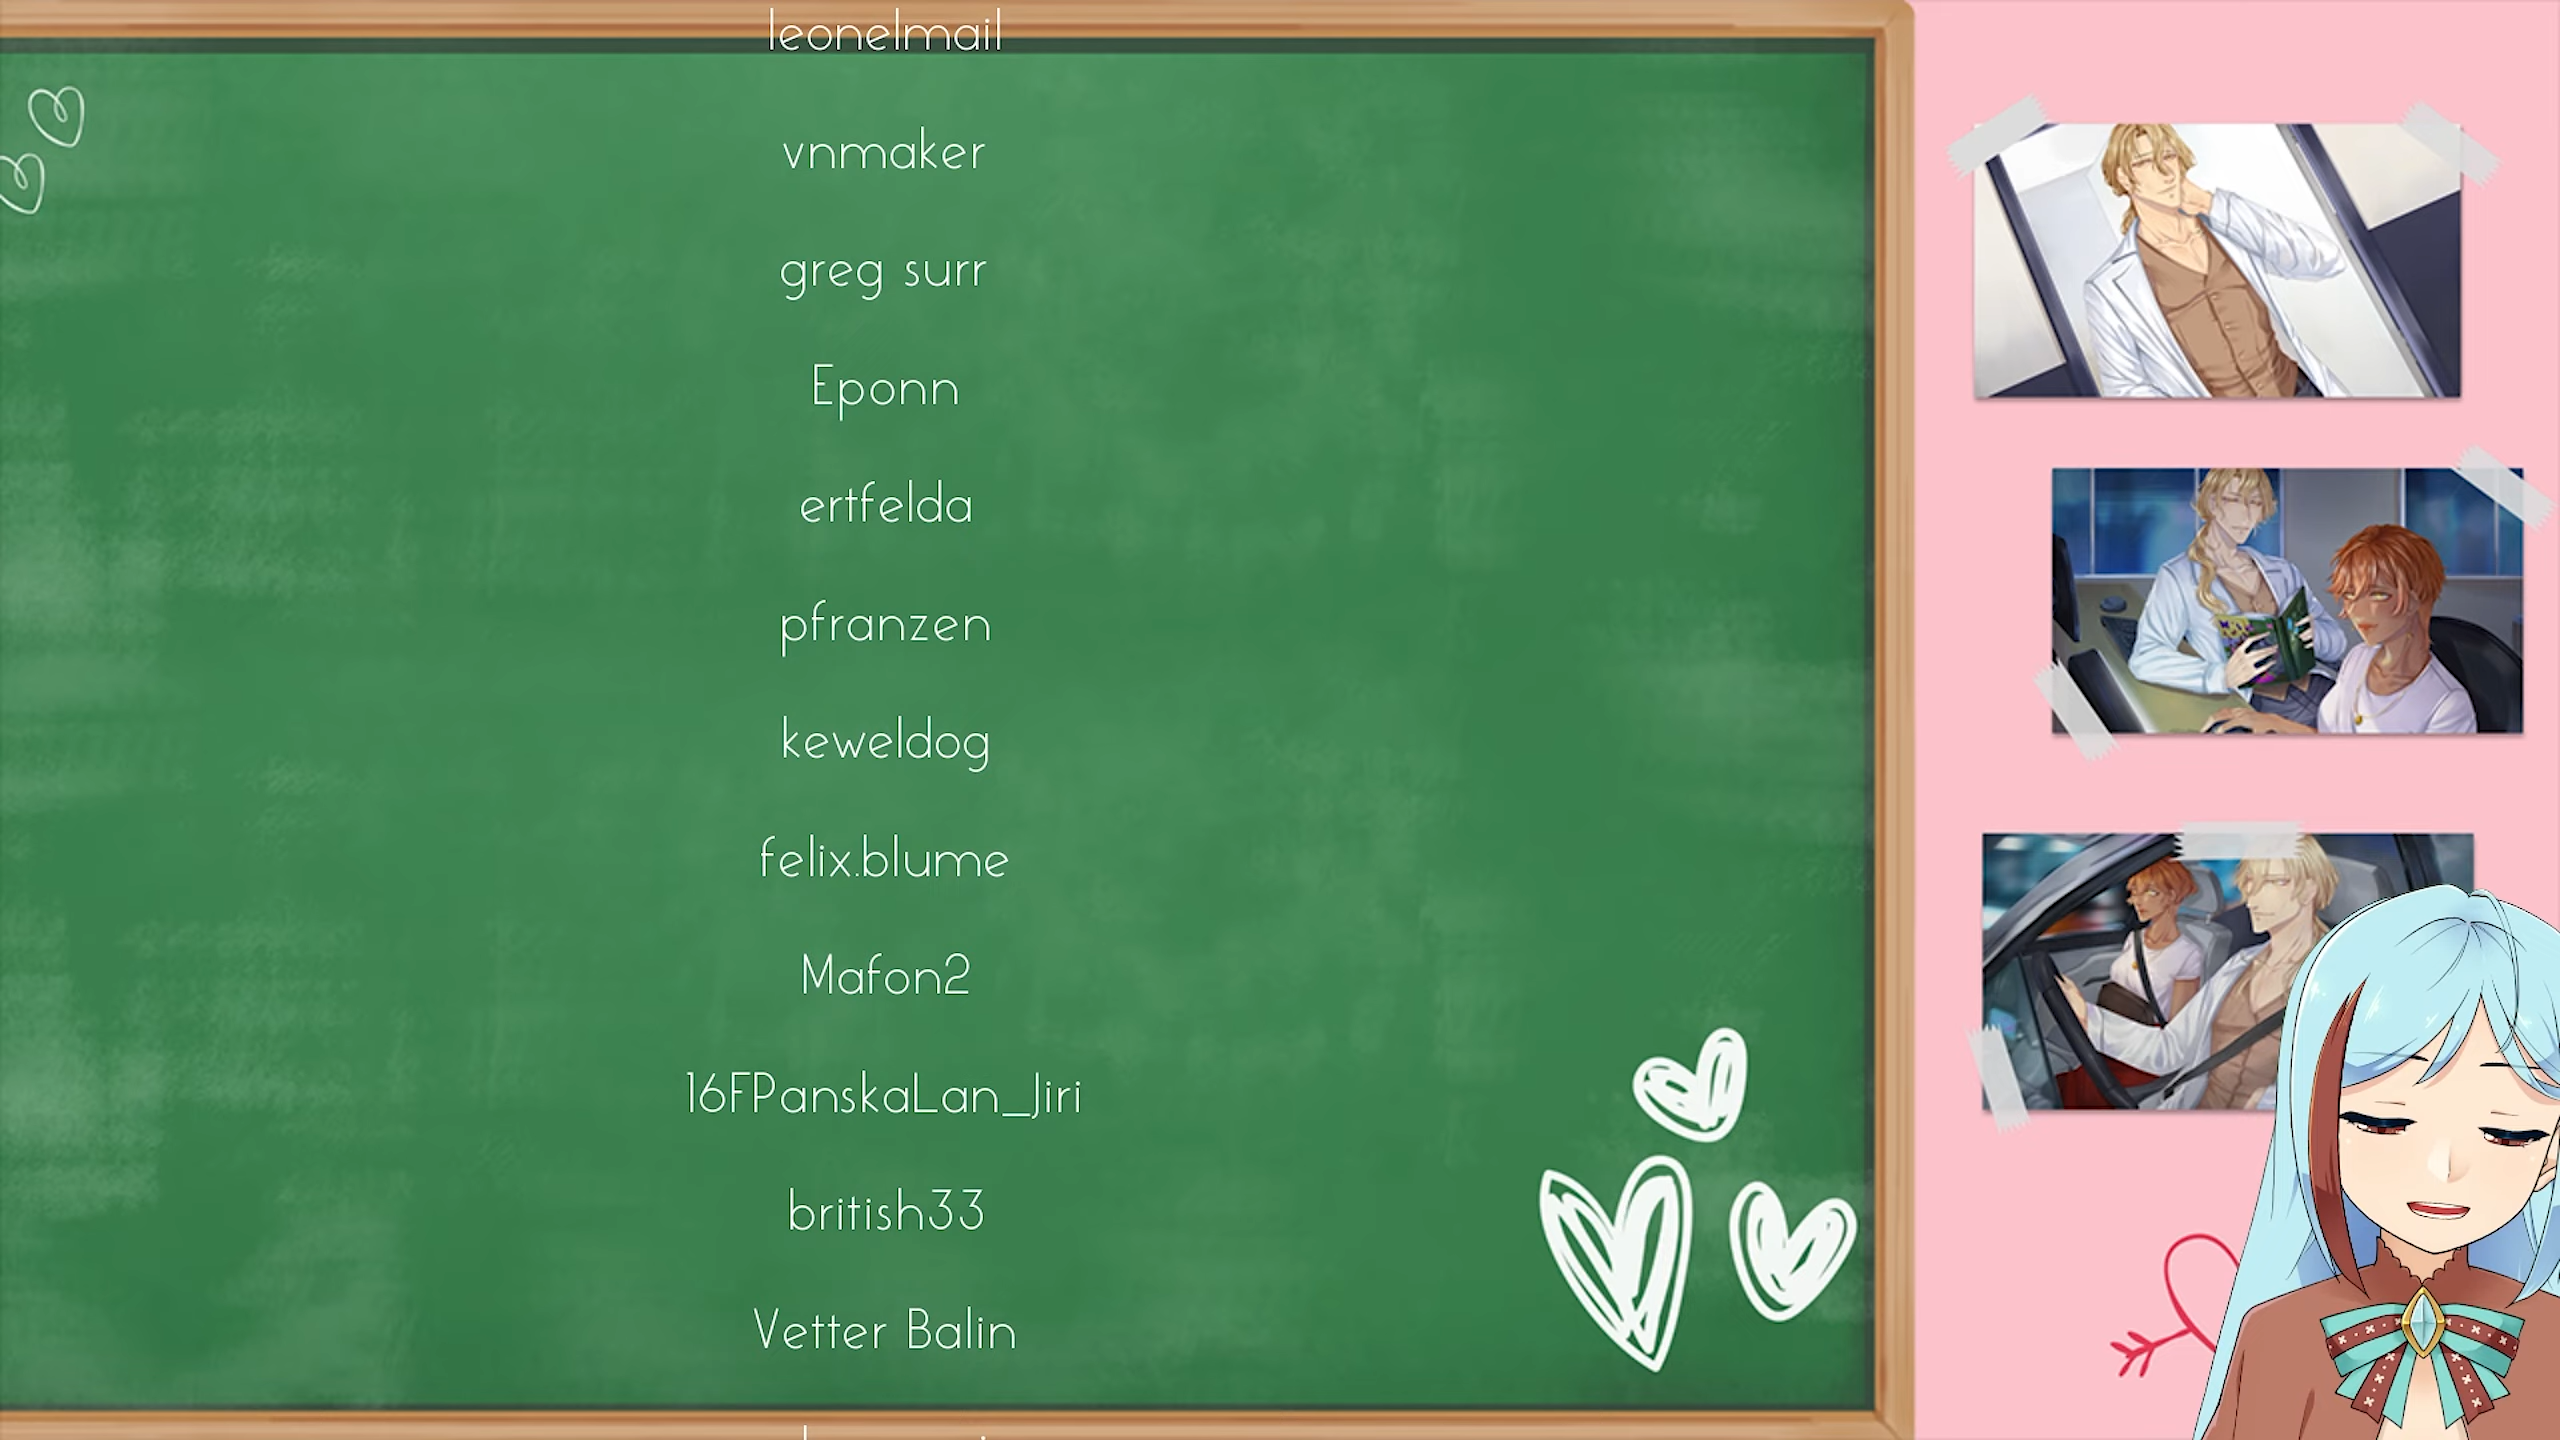 leonelmail
vnmaker
greg surr
Eponn
ertfelda
pfranzen
keweldog
felix.blume
Mafon2
16FPanskaLan_Jiri
british33
Vetter Balin